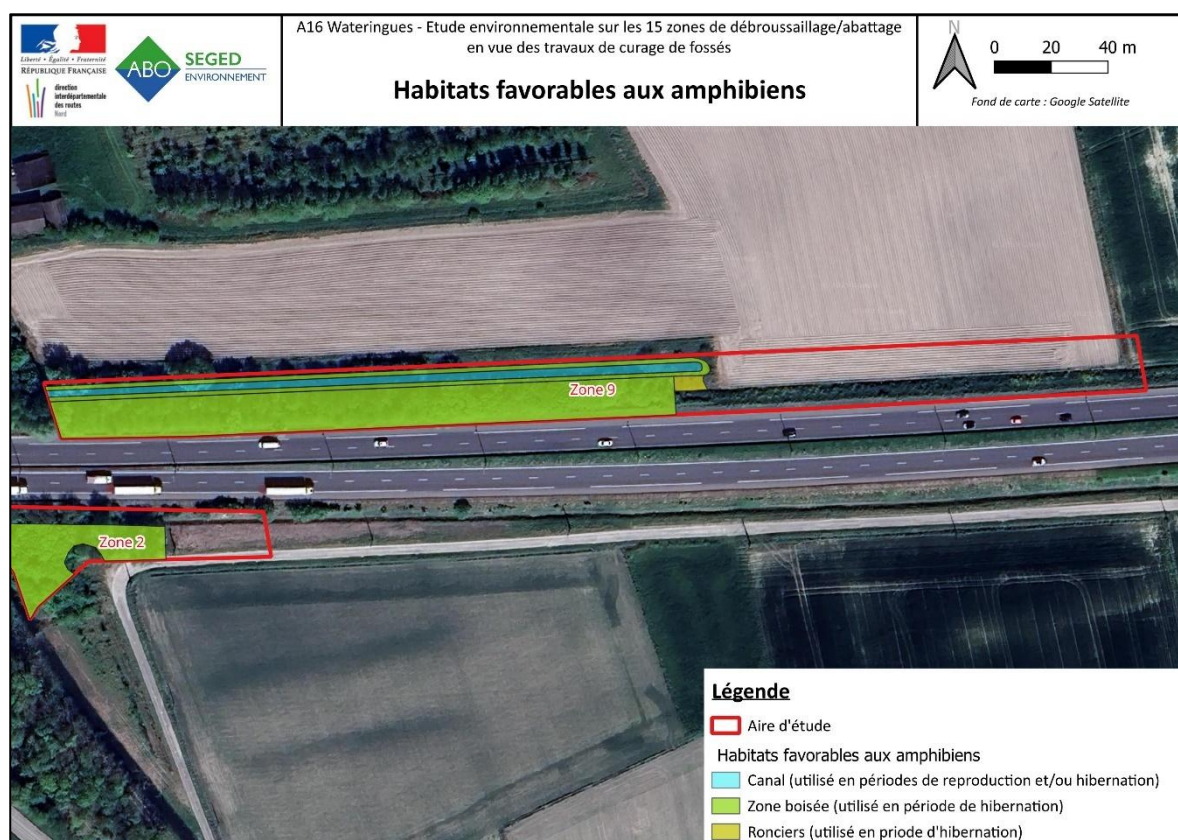 Liberté • Égalité • Fraternité
RÉPUBLIQUE FRANÇAISE
direction
interdépartementale
des routes
Nord
ABO
SEGED
ENVIRONNEMENT
A16 Wateringues - Etude environnementale sur les 15 zones de débroussaillage/abattage
en vue des travaux de curage de fossés
Habitats favorables aux amphibiens
N
0 20 40 m
Fond de carte : Google Satellite
Zone 9
Zone 2
Légende
Aire d'étude
Habitats favorables aux amphibiens
Canal (utilisé en périodes de reproduction et/ou hibernation)
Zone boisée (utilisé en période de hibernation)
Ronciers (utilisé en priode d'hibernation)